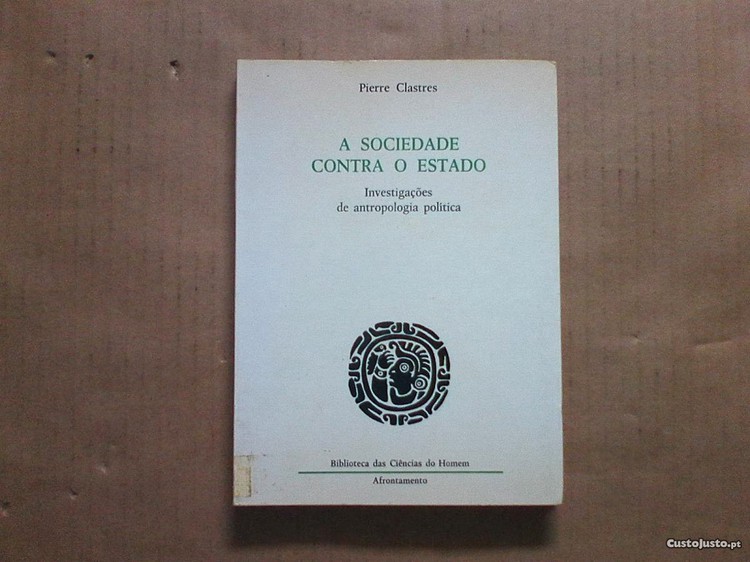 Pierre Clastres
A SOCIEDADE
CONTRA O ESTADO
Investigações
de antropologia política
Biblioteca das Ciências do Homem
Afrontamento
CustoJusto.pt